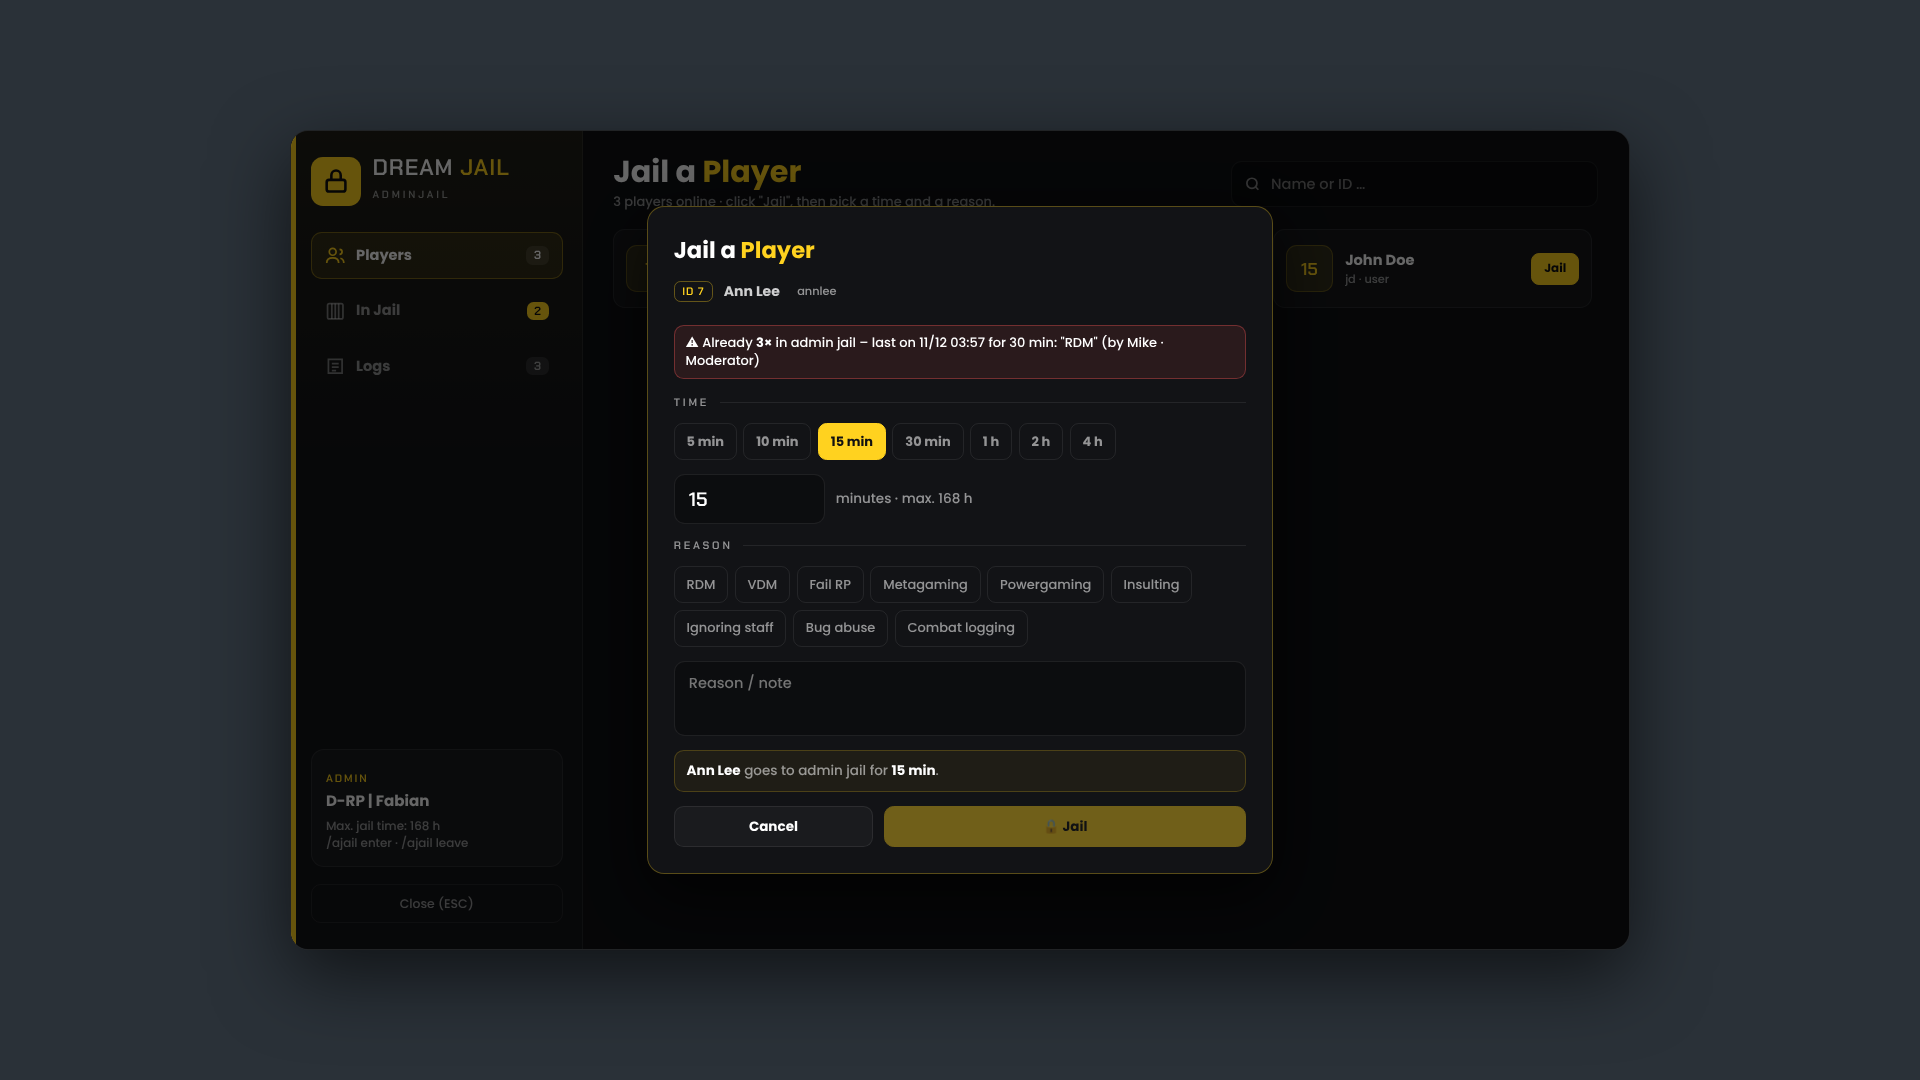 DREAM JAIL
ADMINJAIL
Players 3
In Jail 2
Logs 3
ADMIN
D-RP | Fabian
Max. jail time: 168 h
/ajail enter · /ajail leave
Close (ESC)
Jail a Player
3 players online · click "Jail", then pick a time and a reason.
Name or ID ...
15
John Doe
jd · user
Jail
Jail a Player
ID 7 Ann Lee annlee
⚠ Already 3× in admin jail – last on 11/12 03:57 for 30 min: "RDM" (by Mike ·
Moderator)
TIME
5 min 10 min 15 min 30 min 1 h 2 h 4 h
15 minutes · max. 168 h
REASON
RDM VDM Fail RP Metagaming Powergaming Insulting
Ignoring staff Bug abuse Combat logging
Reason / note
Ann Lee goes to admin jail for 15 min.
Cancel 🔒 Jail